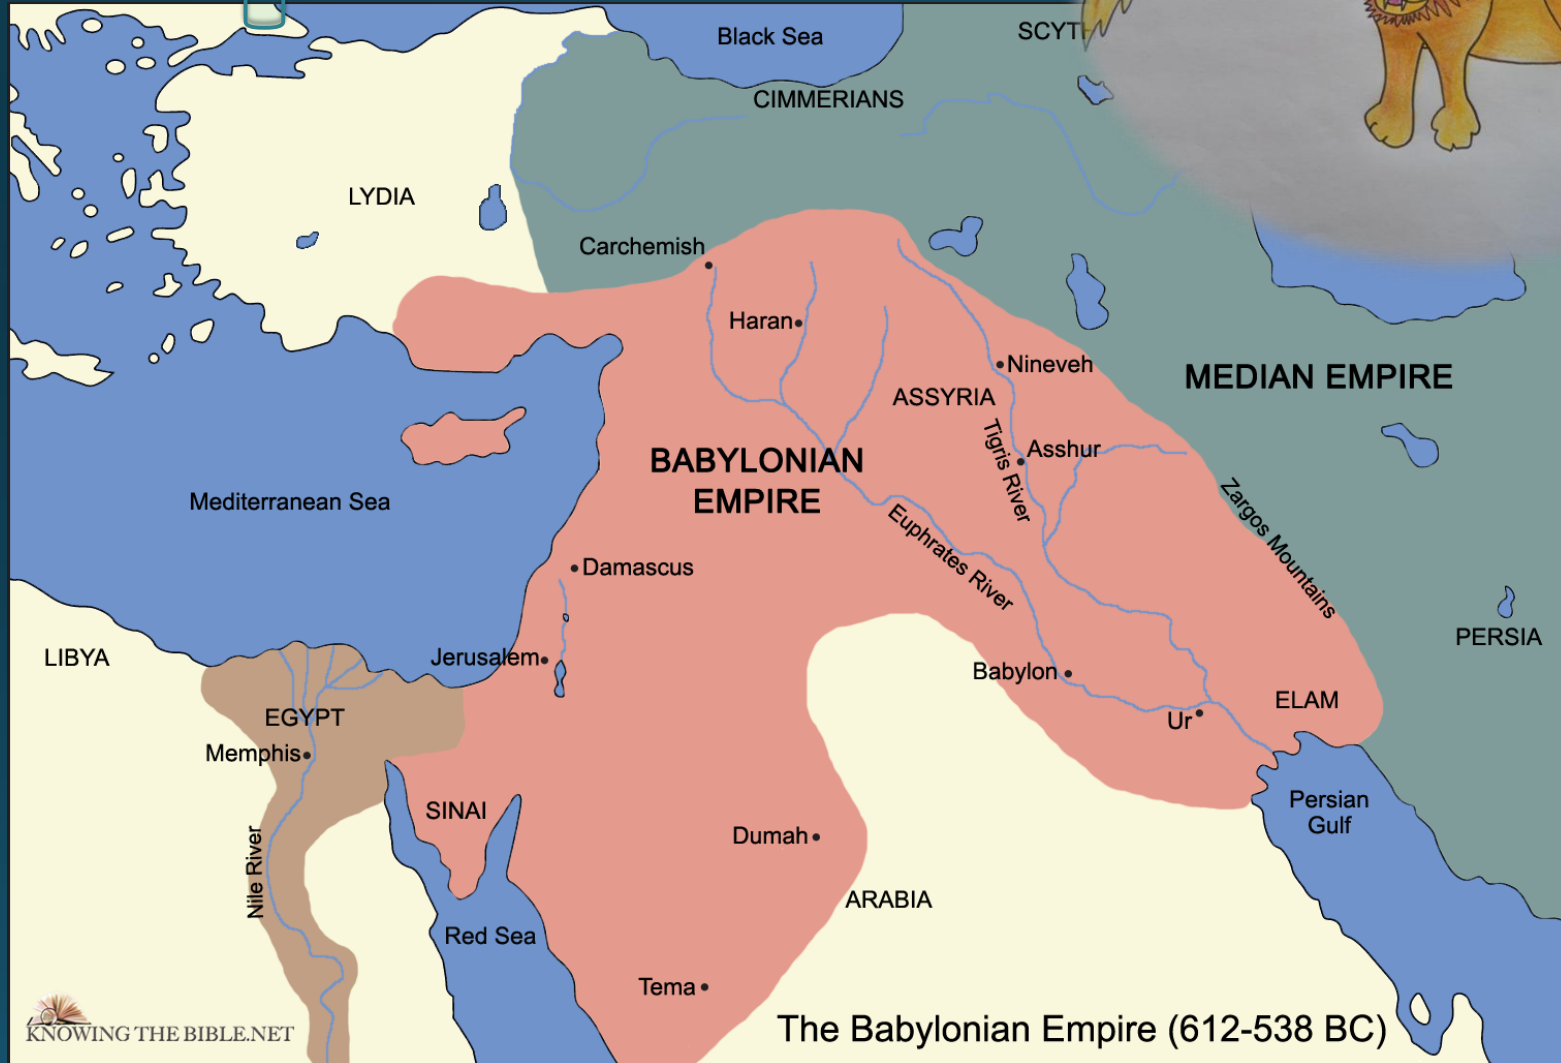 Black Sea
SCYTH
CIMMERIANS
LYDIA
Carchemish
Haran
Nineveh
MEDIAN EMPIRE
ASSYRIA
Tigris River
Asshur
BABYLONIAN
EMPIRE
Mediterranean Sea
Zargos Mountains
Euphrates River
Damascus
LIBYA
Jerusalem
PERSIA
Babylon
ELAM
Ur
EGYPT
Memphis
SINAI
Persian
Gulf
Dumah
Nile River
ARABIA
Red Sea
Tema
KNOWING THE BIBLE.NET
The Babylonian Empire (612-538 BC)